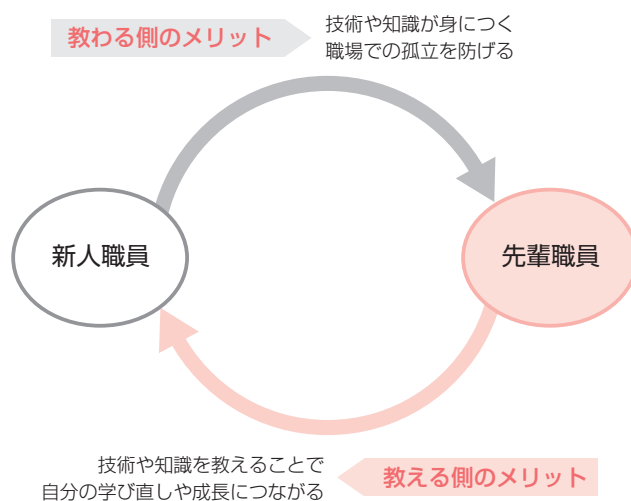 教わる側のメリット
技術や知識が身につく
職場での孤立を防げる
新人職員
先輩職員
技術や知識を教えることで
自分の学び直しや成長につながる
教える側のメリット